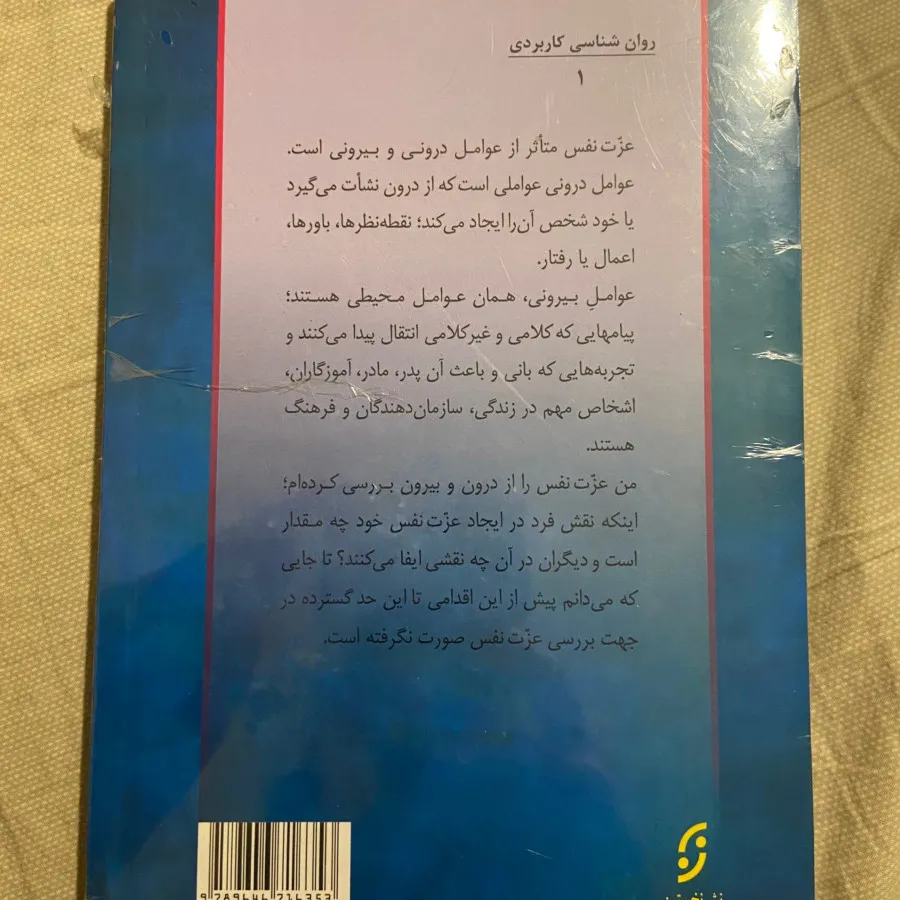 روان شناسی کاربردی
۱
عزّت نفس متأثر از عوامل درونی و بیرونی است.
عوامل درونی عواملی است که از درون نشأت می‌گیرد
یا خود شخص آن‌را ایجاد می‌کند؛ نقطه‌نظرها، باورها،
اعمال یا رفتار.
عواملِ بیرونی، همان عوامل محیطی هستند؛
پیامهایی که کلامی و غیرکلامی انتقال پیدا می‌کنند و
تجربه‌هایی که بانی و باعث آن پدر، مادر، آموزگاران،
اشخاص مهم در زندگی، سازمان‌دهندگان و فرهنگ
هستند.
من عزّت نفس را از درون و بیرون بررسی کرده‌ام؛
اینکه نقش فرد در ایجاد عزّت نفس خود چه مقدار
است و دیگران در آن چه نقشی ایفا می‌کنند؟ تا جایی
که می‌دانم پیش از این اقدامی تا این حد گسترده در
جهت بررسی عزّت نفس صورت نگرفته است.
9 789646 716353